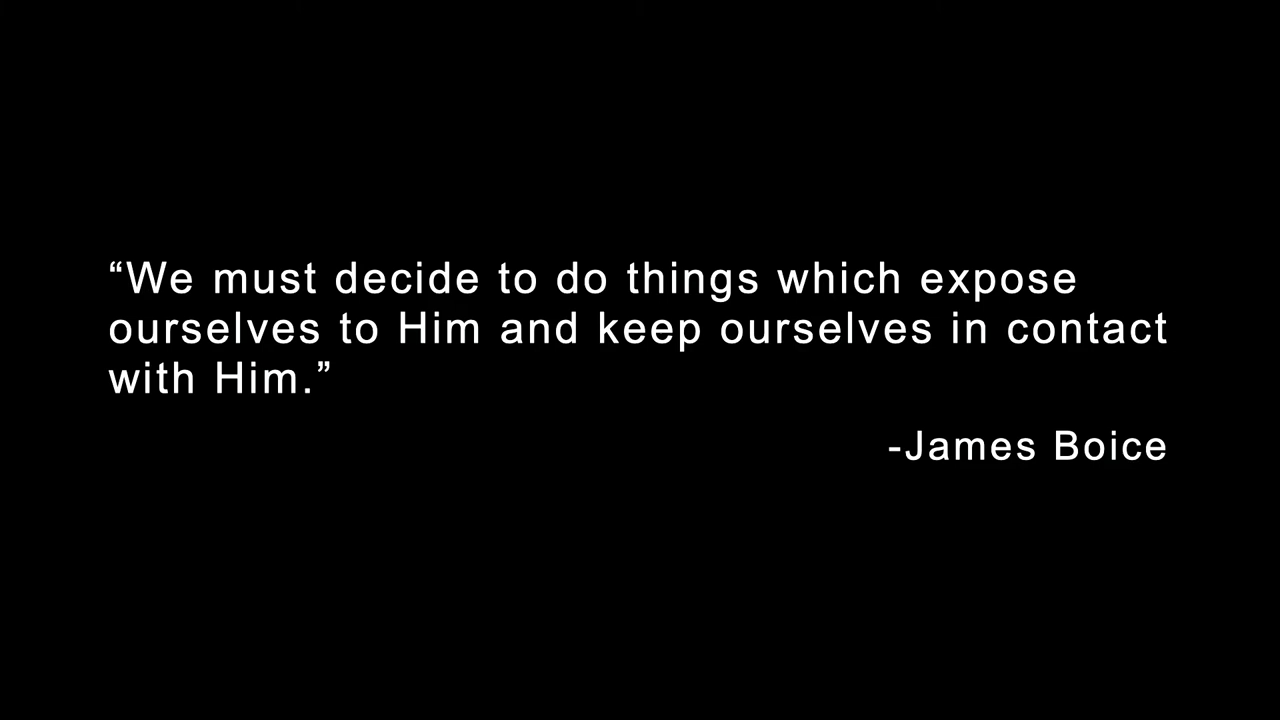 “We must decide to do things which expose
ourselves to Him and keep ourselves in contact
with Him.”
-James Boice